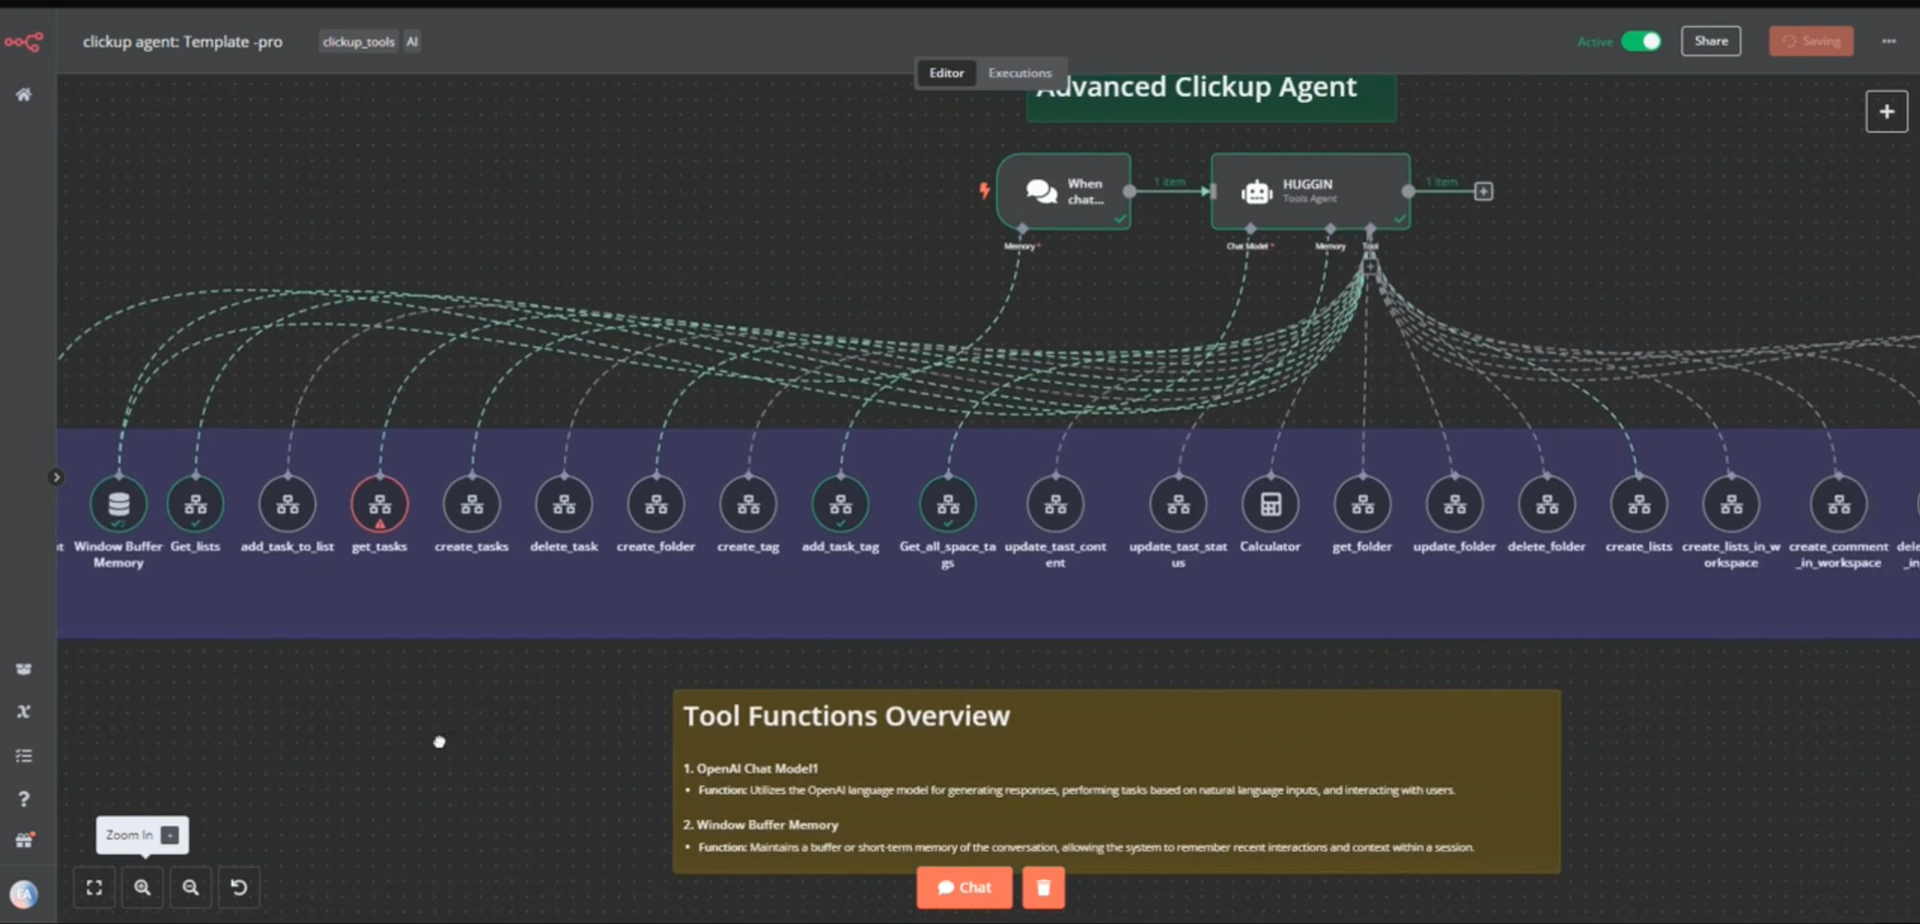 clickup agent: Template -pro
clickup_tools
AI
Active
Share
Saving
Editor
Executions
Advanced Clickup Agent
When
chat...
1 item
HUGGIN
Tools Agent
1 item
Memory*
Chat Model*
Memory
Tool
Window Buffer
Memory
Get_lists
add_task_to_list
get_tasks
create_tasks
delete_task
create_folder
create_tag
add_task_tag
Get_all_space_ta
gs
update_tast_cont
ent
update_tast_stat
us
Calculator
get_folder
update_folder
delete_folder
create_lists
create_lists_in_w
orkspace
create_comment
_in_workspace
Tool Functions Overview
1. OpenAI Chat Model1
• Function: Utilizes the OpenAI language model for generating responses, performing tasks based on natural language inputs, and interacting with users.
2. Window Buffer Memory
• Function: Maintains a buffer or short-term memory of the conversation, allowing the system to remember recent interactions and context within a session.
Zoom In
Chat